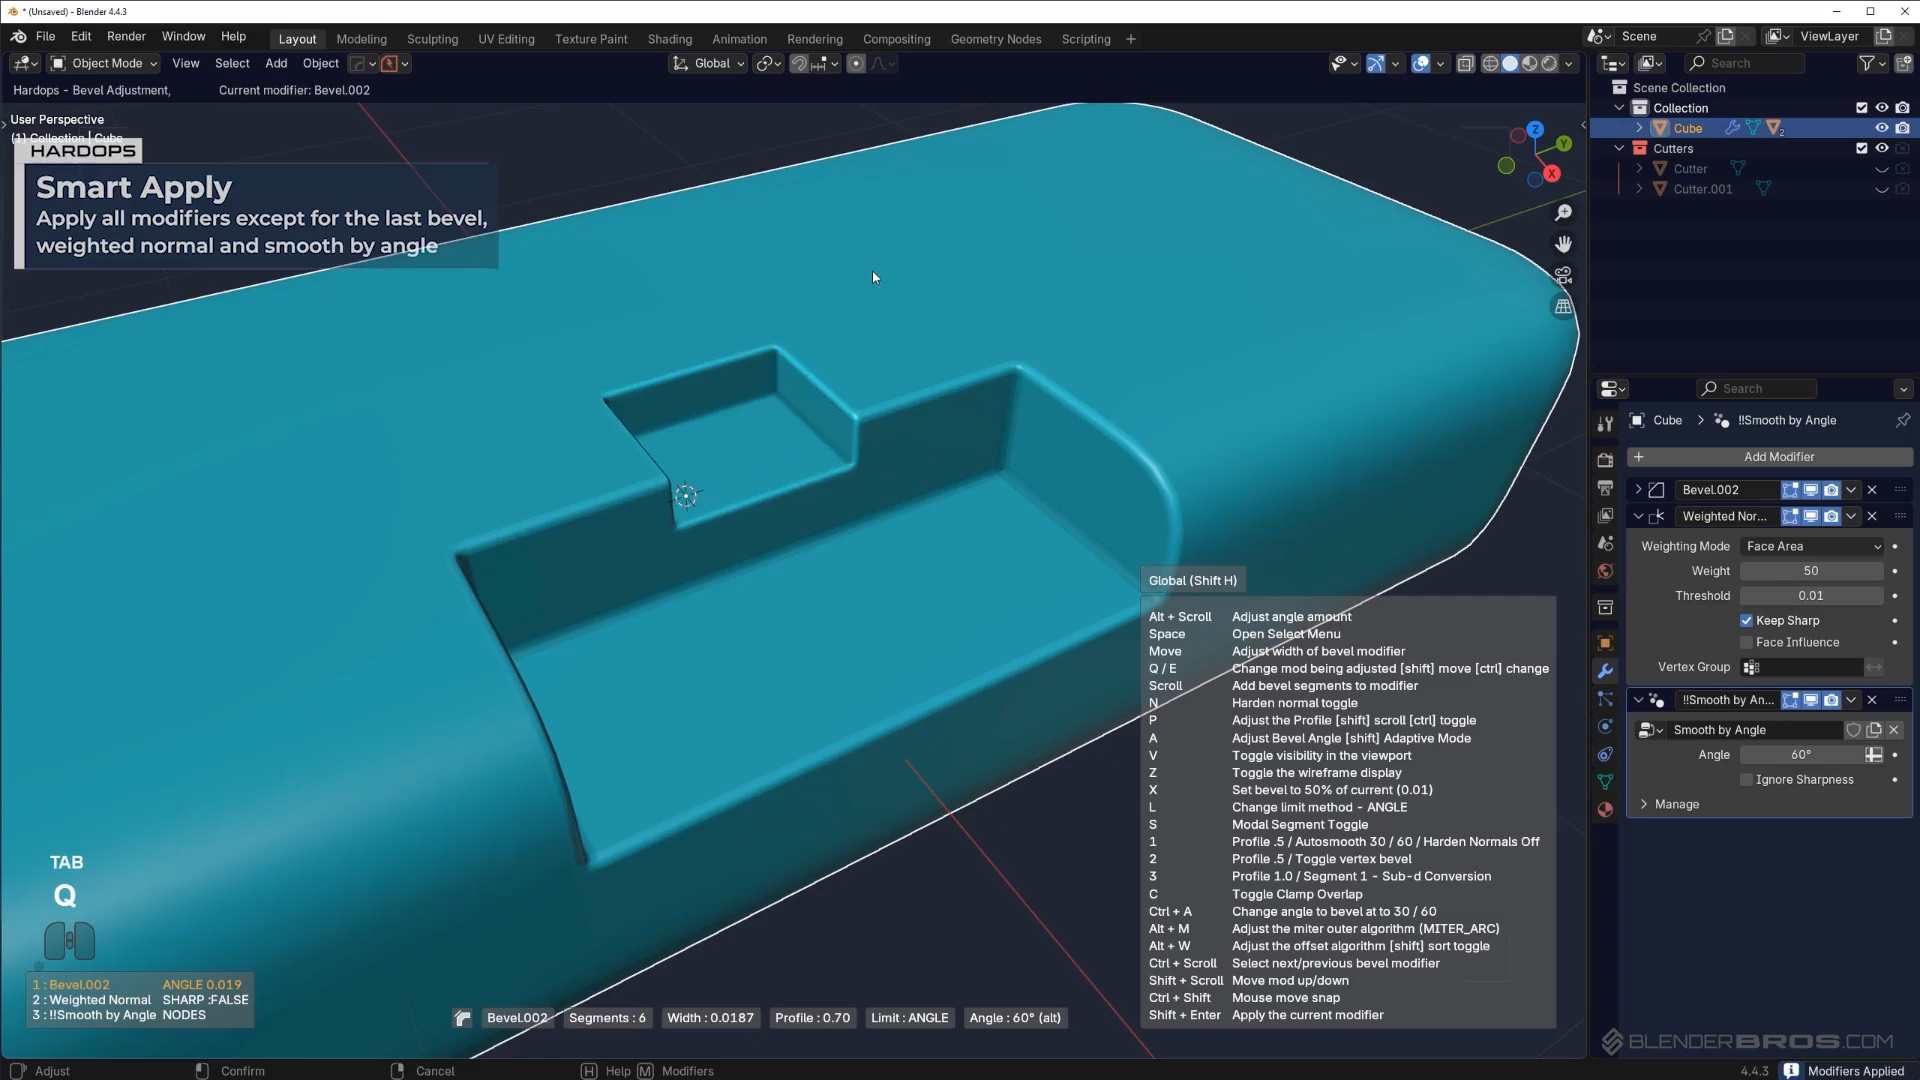 * (Unsaved) - Blender 4.4.3
File Edit Render Window Help Layout Modeling Sculpting UV Editing Texture Paint Shading Animation Rendering Compositing Geometry Nodes Scripting + Scene ViewLayer
Object Mode View Select Add Object Global Search
Hardops - Bevel Adjustment, Current modifier: Bevel.002
User Perspective
(1) Collection | Cube
HARDOPS
Smart Apply
Apply all modifiers except for the last bevel,
weighted normal and smooth by angle
Z
Y
X
Scene Collection
Collection
Cube 2
Cutters
Cutter
Cutter.001
Search
Cube > !!Smooth by Angle
+ Add Modifier
Bevel.002
Weighted Nor...
Weighting Mode Face Area
Weight 50
Threshold 0.01
Keep Sharp
Face Influence
Vertex Group
!!Smooth by An...
Smooth by Angle
Angle 60°
Ignore Sharpness
Manage
Global (Shift H)
Alt + Scroll Adjust angle amount
Space Open Select Menu
Move Adjust width of bevel modifier
Q / E Change mod being adjusted [shift] move [ctrl] change
Scroll Add bevel segments to modifier
N Harden normal toggle
P Adjust the Profile [shift] scroll [ctrl] toggle
A Adjust Bevel Angle [shift] Adaptive Mode
V Toggle visibility in the viewport
Z Toggle the wireframe display
X Set bevel to 50% of current (0.01)
L Change limit method - ANGLE
S Modal Segment Toggle
1 Profile .5 / Autosmooth 30 / 60 / Harden Normals Off
2 Profile .5 / Toggle vertex bevel
3 Profile 1.0 / Segment 1 - Sub-d Conversion
C Toggle Clamp Overlap
Ctrl + A Change angle to bevel at to 30 / 60
Alt + M Adjust the miter outer algorithm (MITER_ARC)
Alt + W Adjust the offset algorithm [shift] sort toggle
Ctrl + Scroll Select next/previous bevel modifier
Shift + Scroll Move mod up/down
Ctrl + Shift Mouse move snap
Shift + Enter Apply the current modifier
TAB
Q
1 : Bevel.002 ANGLE 0.019
2 : Weighted Normal SHARP :FALSE
3 : !!Smooth by Angle NODES
Bevel.002 Segments : 6 Width : 0.0187 Profile : 0.70 Limit : ANGLE Angle : 60° (alt)
BLENDERBROS.COM
Adjust Confirm Cancel H Help M Modifiers 4.4.3 Modifiers Applied